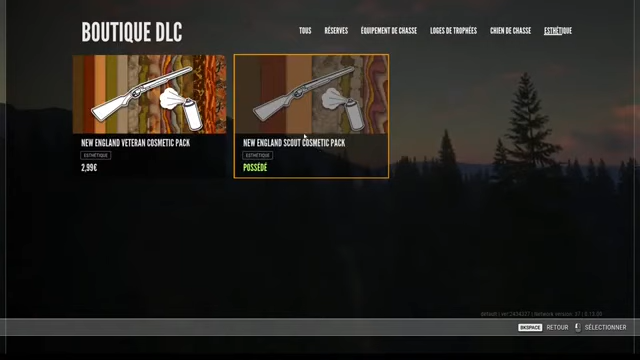 BOUTIQUE DLC
TOUS RÉSERVES ÉQUIPEMENT DE CHASSE LOGES DE TROPHÉES CHIEN DE CHASSE ESTHÉTIQUE
NEW ENGLAND VETERAN COSMETIC PACK
ESTHÉTIQUE
2,99€
NEW ENGLAND SCOUT COSMETIC PACK
ESTHÉTIQUE
POSSÉDÉ
BKSPACE RETOUR SÉLECTIONNER